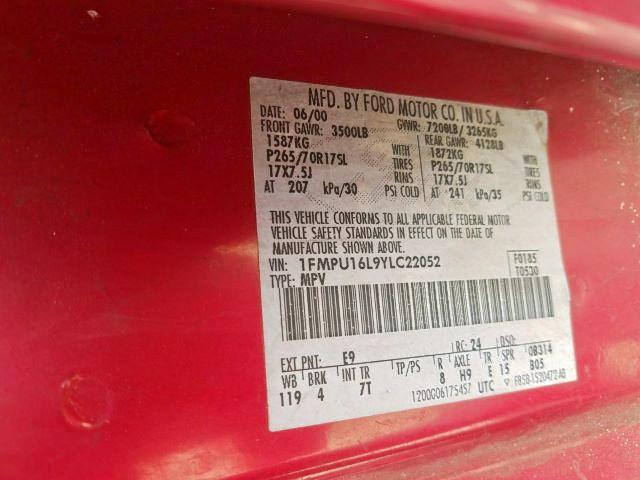 MFD. BY FORD MOTOR CO. IN U.S.A.
DATE: 06/00 GVWR: 7200LB/ 3265KG
FRONT GAWR: 3500LB REAR GAWR: 4128LB
1587KG WITH 1872KG WITH
P265/70R17SL TIRES P265/70R17SL TIRES
17X7.5J RIMS 17X7.5J RIMS
AT 207 kPa/30 PSI COLD AT 241 kPa/35 PSI COLD
THIS VEHICLE CONFORMS TO ALL APPLICABLE FEDERAL MOTOR
VEHICLE SAFETY STANDARDS IN EFFECT ON THE DATE OF
MANUFACTURE SHOWN ABOVE.
VIN: 1FMPU16L9YLC22052 F0185
TYPE: MPV T0530
EXT PNT: E9 RC: 24 DSO:
WB BRK INT TR TP/PS R AXLE TR SPR 0B314
119 4 7T 8 H9 E 15 B05
1200006175457 UTC F85B-1520472-AB